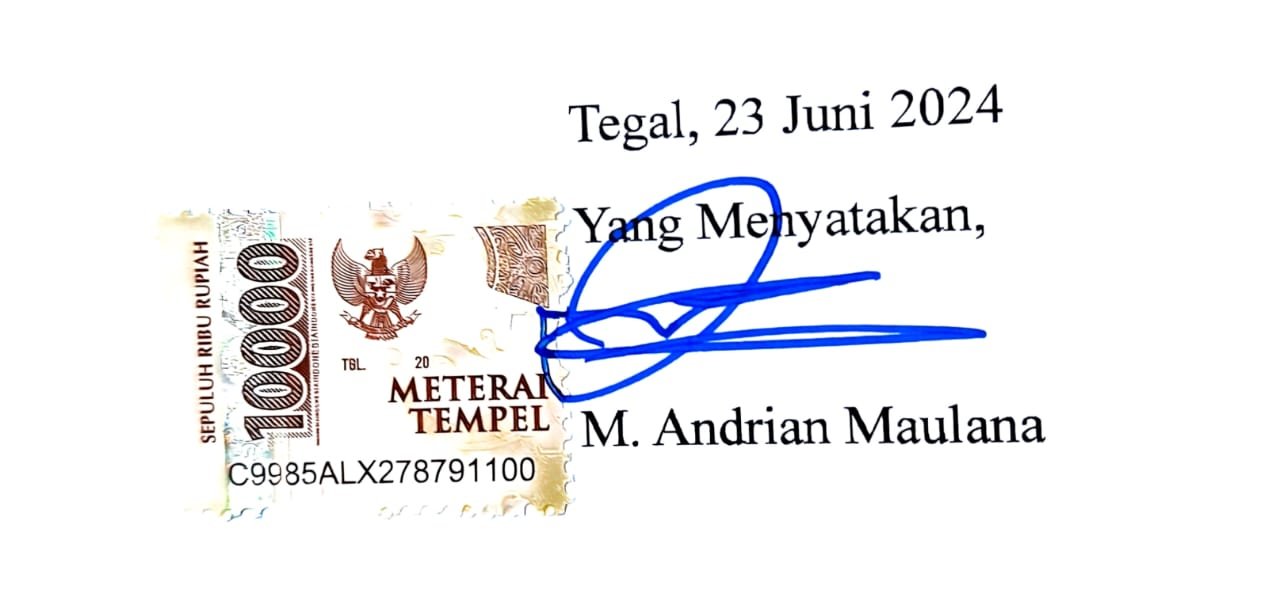 Tegal, 23 Juni 2024
Yang Menyatakan,
SEPULUH RIBU RUPIAH
10000
TGL. 20
METERAI
TEMPEL
C9985ALX278791100
M. Andrian Maulana